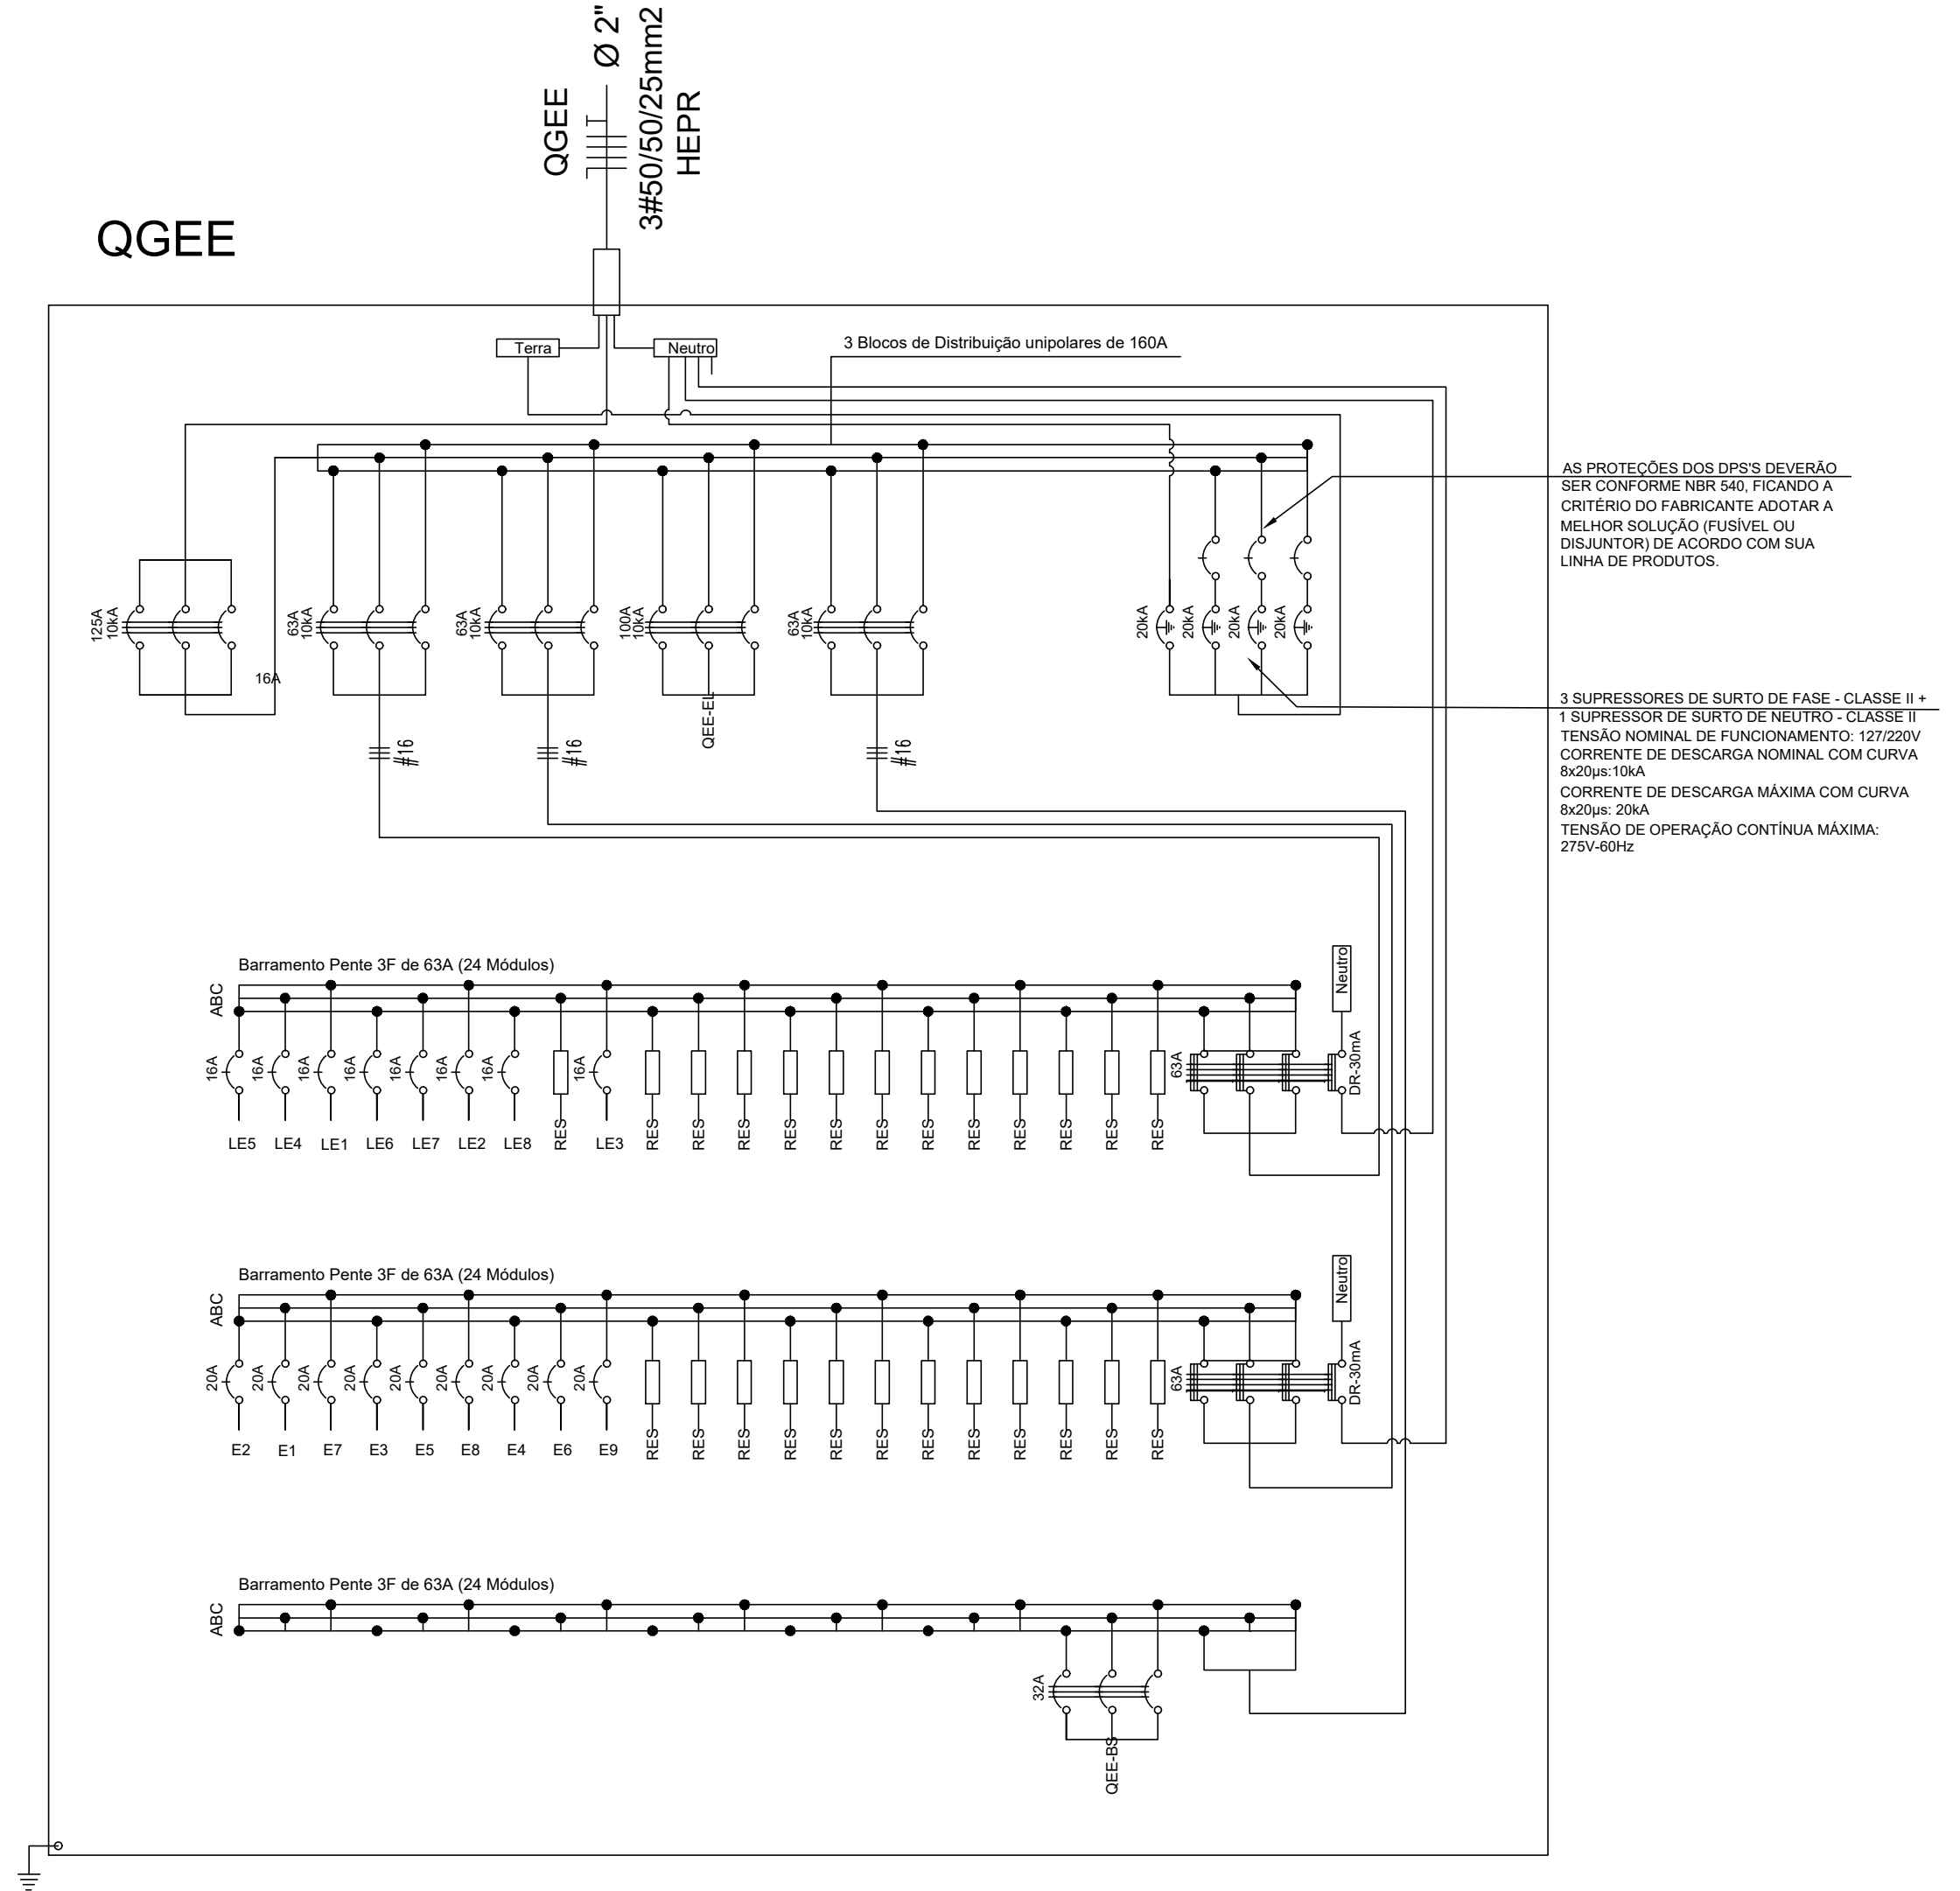 Ø 2"
QGEE
3#50/50/25mm2
HEPR
QGEE
Terra
Neutro
3 Blocos de Distribuição unipolares de 160A
AS PROTEÇÕES DOS DPS'S DEVERÃO
SER CONFORME NBR 540, FICANDO A
CRITÉRIO DO FABRICANTE ADOTAR A
MELHOR SOLUÇÃO (FUSÍVEL OU
DISJUNTOR) DE ACORDO COM SUA
LINHA DE PRODUTOS.
125A
10kA
63A
10kA
63A
10kA
100A
10kA
63A
10kA
20kA
20kA
20kA
20kA
16A
QEE-EL
#16
#16
#16
3 SUPRESSORES DE SURTO DE FASE - CLASSE II +
1 SUPRESSOR DE SURTO DE NEUTRO - CLASSE II
TENSÃO NOMINAL DE FUNCIONAMENTO: 127/220V
CORRENTE DE DESCARGA NOMINAL COM CURVA
8x20µs:10kA
CORRENTE DE DESCARGA MÁXIMA COM CURVA
8x20µs: 20kA
TENSÃO DE OPERAÇÃO CONTÍNUA MÁXIMA:
275V-60Hz
Barramento Pente 3F de 63A (24 Módulos)
Neutro
ABC
16A
16A
16A
16A
16A
16A
16A
16A
63A
DR-30mA
LE5
LE4
LE1
LE6
LE7
LE2
LE8
RES
LE3
RES
RES
RES
RES
RES
RES
RES
RES
RES
RES
RES
RES
Barramento Pente 3F de 63A (24 Módulos)
Neutro
ABC
20A
20A
20A
20A
20A
20A
20A
20A
20A
63A
DR-30mA
E2
E1
E7
E3
E5
E8
E4
E6
E9
RES
RES
RES
RES
RES
RES
RES
RES
RES
RES
RES
RES
Barramento Pente 3F de 63A (24 Módulos)
ABC
32A
QEE-BS